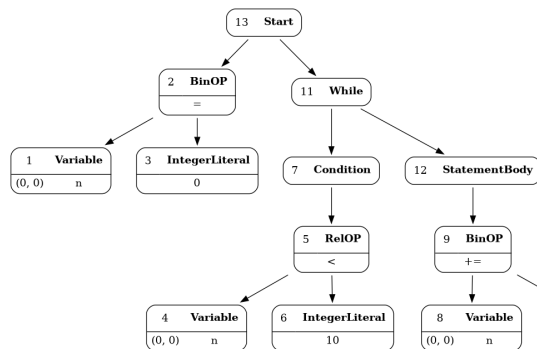 13 Start
2 BinOP
=
11 While
1 Variable
(0, 0) n
3 IntegerLiteral
0
7 Condition
12 StatementBody
5 RelOP
<
9 BinOP
+=
4 Variable
(0, 0) n
6 IntegerLiteral
10
8 Variable
(0, 0) n